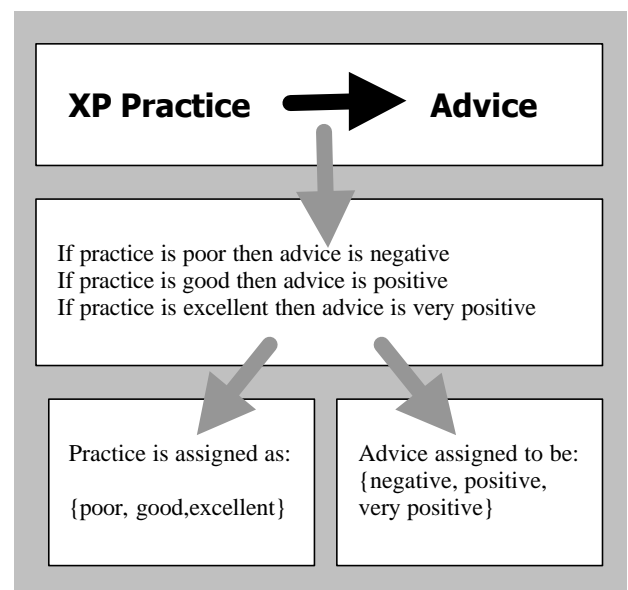 XP Practice Advice
If practice is poor then advice is negative
If practice is good then advice is positive
If practice is excellent then advice is very positive
Practice is assigned as:
{poor, good,excellent}
Advice assigned to be:
{negative, positive,
very positive}